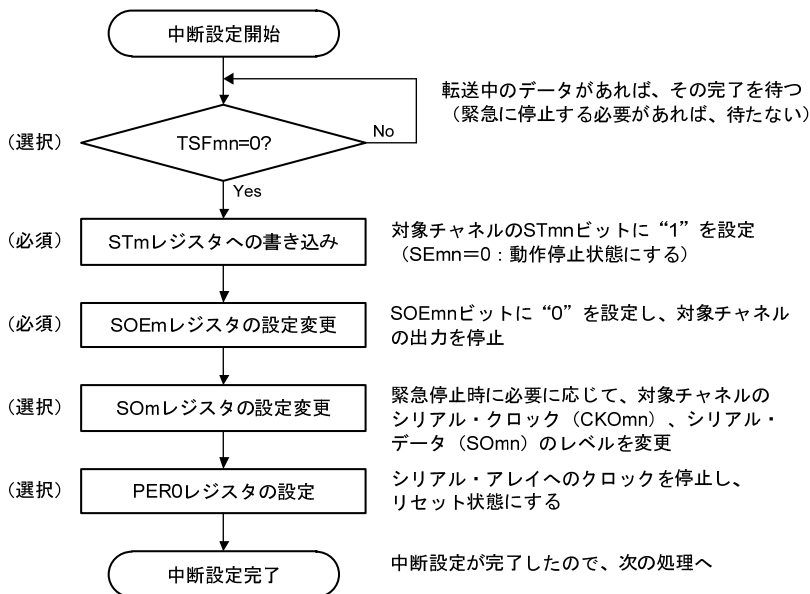 中断設定開始
転送中のデータがあれば、その完了を待つ
（緊急に停止する必要があれば、待たない）
（選択）
TSFmn=0?
No
Yes
（必須）
STmレジスタへの書き込み
対象チャネルのSTmnビットに“1”を設定
（SEmn＝0：動作停止状態にする）
（必須）
SOEmレジスタの設定変更
SOEmnビットに“0”を設定し、対象チャネル
の出力を停止
（選択）
SOmレジスタの設定変更
緊急停止時に必要に応じて、対象チャネルの
シリアル・クロック（CKOmn）、シリアル・
データ（SOmn）のレベルを変更
（選択）
PER0レジスタの設定
シリアル・アレイへのクロックを停止し、
リセット状態にする
中断設定完了
中断設定が完了したので、次の処理へ